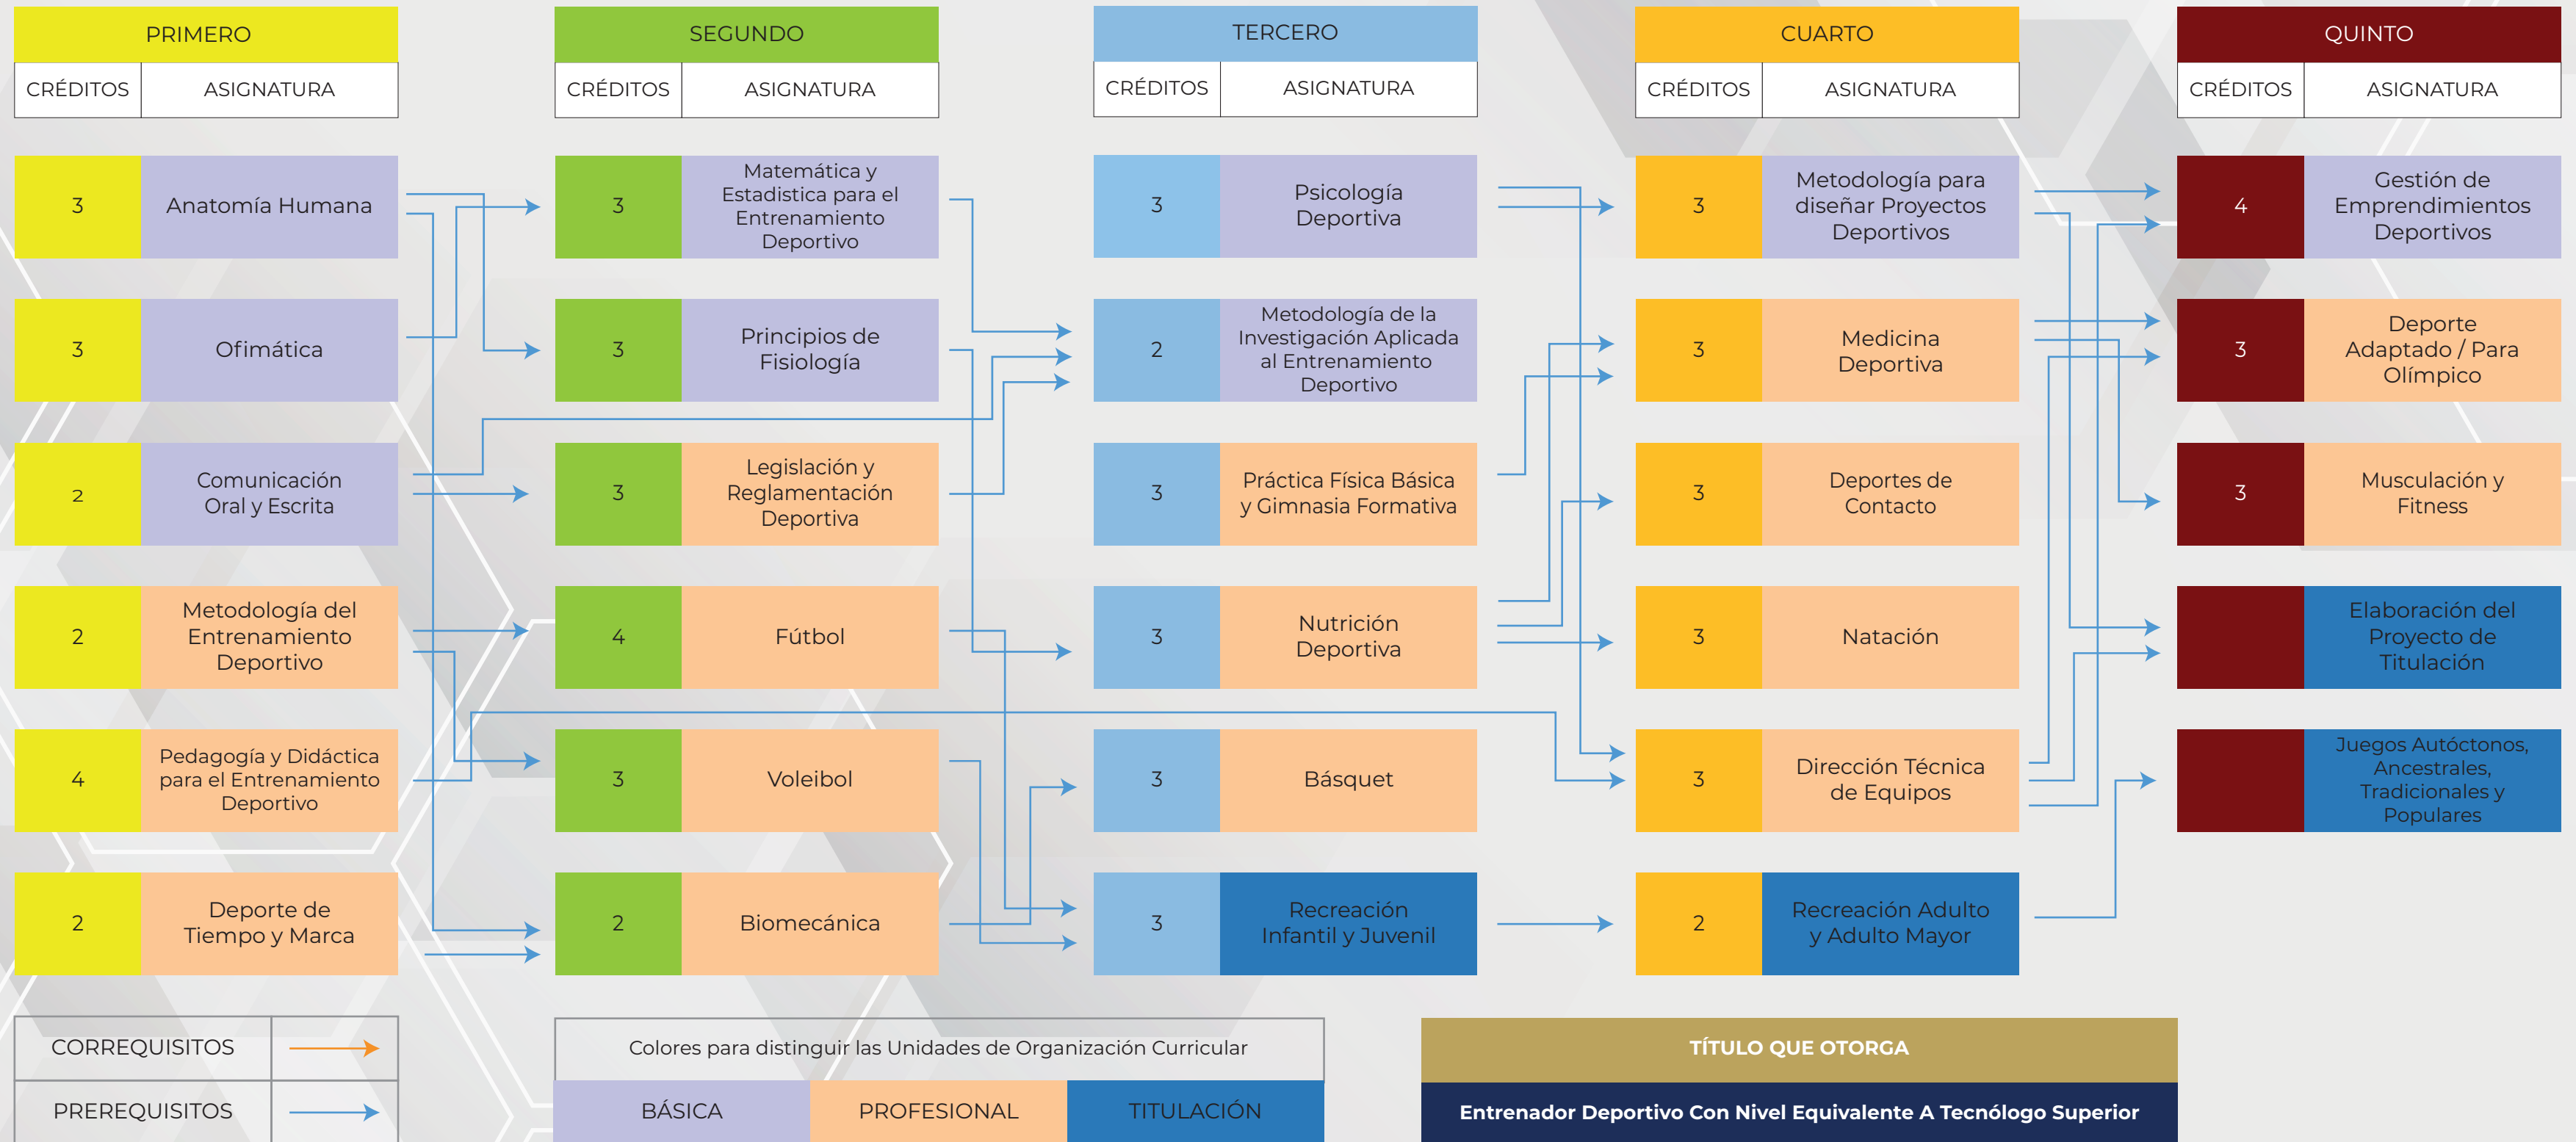 PRIMERO
CRÉDITOS ASIGNATURA
3 Anatomía Humana
3 Ofimática
2 Comunicación
Oral y Escrita
2 Metodología del
Entrenamiento
Deportivo
4 Pedagogía y Didáctica
para el Entrenamiento
Deportivo
2 Deporte de
Tiempo y Marca
SEGUNDO
CRÉDITOS ASIGNATURA
3 Matemática y
Estadistica para el
Entrenamiento
Deportivo
3 Principios de
Fisiología
3 Legislación y
Reglamentación
Deportiva
4 Fútbol
3 Voleibol
2 Biomecánica
TERCERO
CRÉDITOS ASIGNATURA
3 Psicología
Deportiva
2 Metodología de la
Investigación Aplicada
al Entrenamiento
Deportivo
3 Práctica Física Básica
y Gimnasia Formativa
3 Nutrición
Deportiva
3 Básquet
3 Recreación
Infantil y Juvenil
CUARTO
CRÉDITOS ASIGNATURA
3 Metodología para
diseñar Proyectos
Deportivos
3 Medicina
Deportiva
3 Deportes de
Contacto
3 Natación
3 Dirección Técnica
de Equipos
2 Recreación Adulto
y Adulto Mayor
QUINTO
CRÉDITOS ASIGNATURA
4 Gestión de
Emprendimientos
Deportivos
3 Deporte
Adaptado / Para
Olímpico
3 Musculación y
Fitness
Elaboración del
Proyecto de
Titulación
Juegos Autóctonos,
Ancestrales,
Tradicionales y
Populares
CORREQUISITOS
PREREQUISITOS
Colores para distinguir las Unidades de Organización Curricular
BÁSICA PROFESIONAL TITULACIÓN
TÍTULO QUE OTORGA
Entrenador Deportivo Con Nivel Equivalente A Tecnólogo Superior